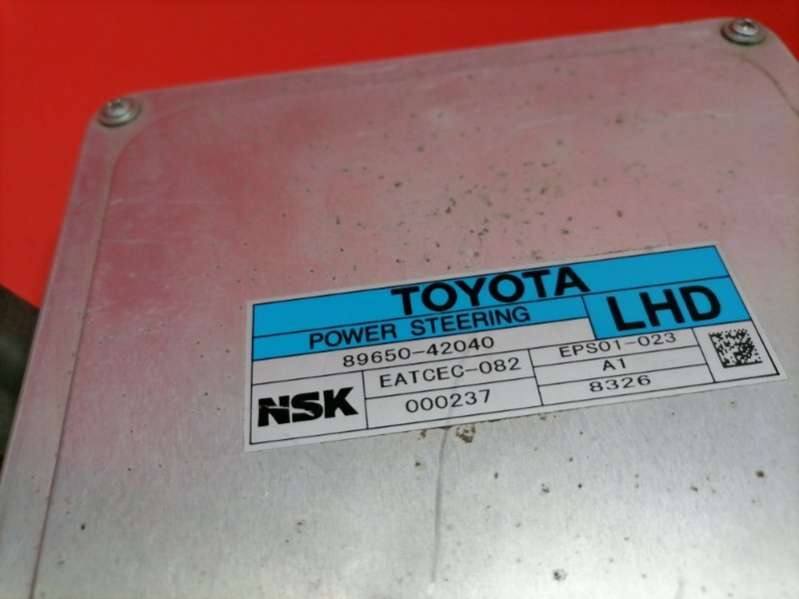 TOYOTA
POWER STEERING
LHD
89650-42040
NSK
EATCEC-082
EPS01-023
A1
000237
8326